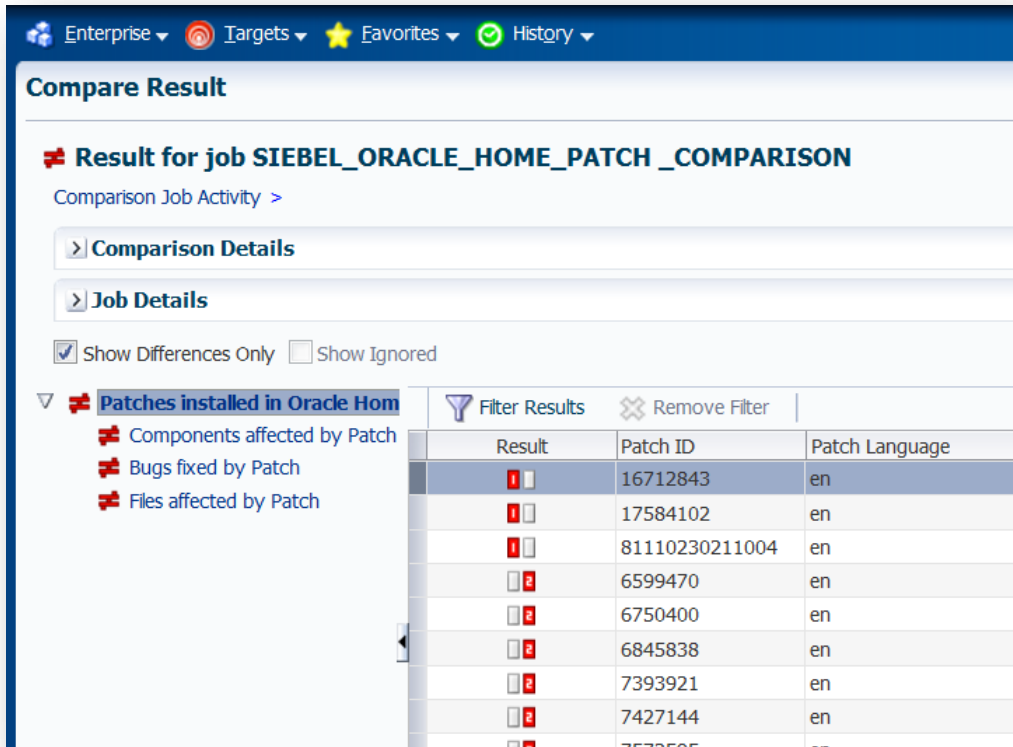 Enterprise Targets Favorites History
Compare Result
Result for job SIEBEL_ORACLE_HOME_PATCH _COMPARISON
Comparison Job Activity >
Comparison Details
Job Details
Show Differences Only Show Ignored
Patches installed in Oracle Hom
Components affected by Patch
Bugs fixed by Patch
Files affected by Patch
Filter Results Remove Filter
Result Patch ID Patch Language
1 16712843 en
1 17584102 en
1 81110230211004 en
2 6599470 en
2 6750400 en
2 6845838 en
2 7393921 en
2 7427144 en